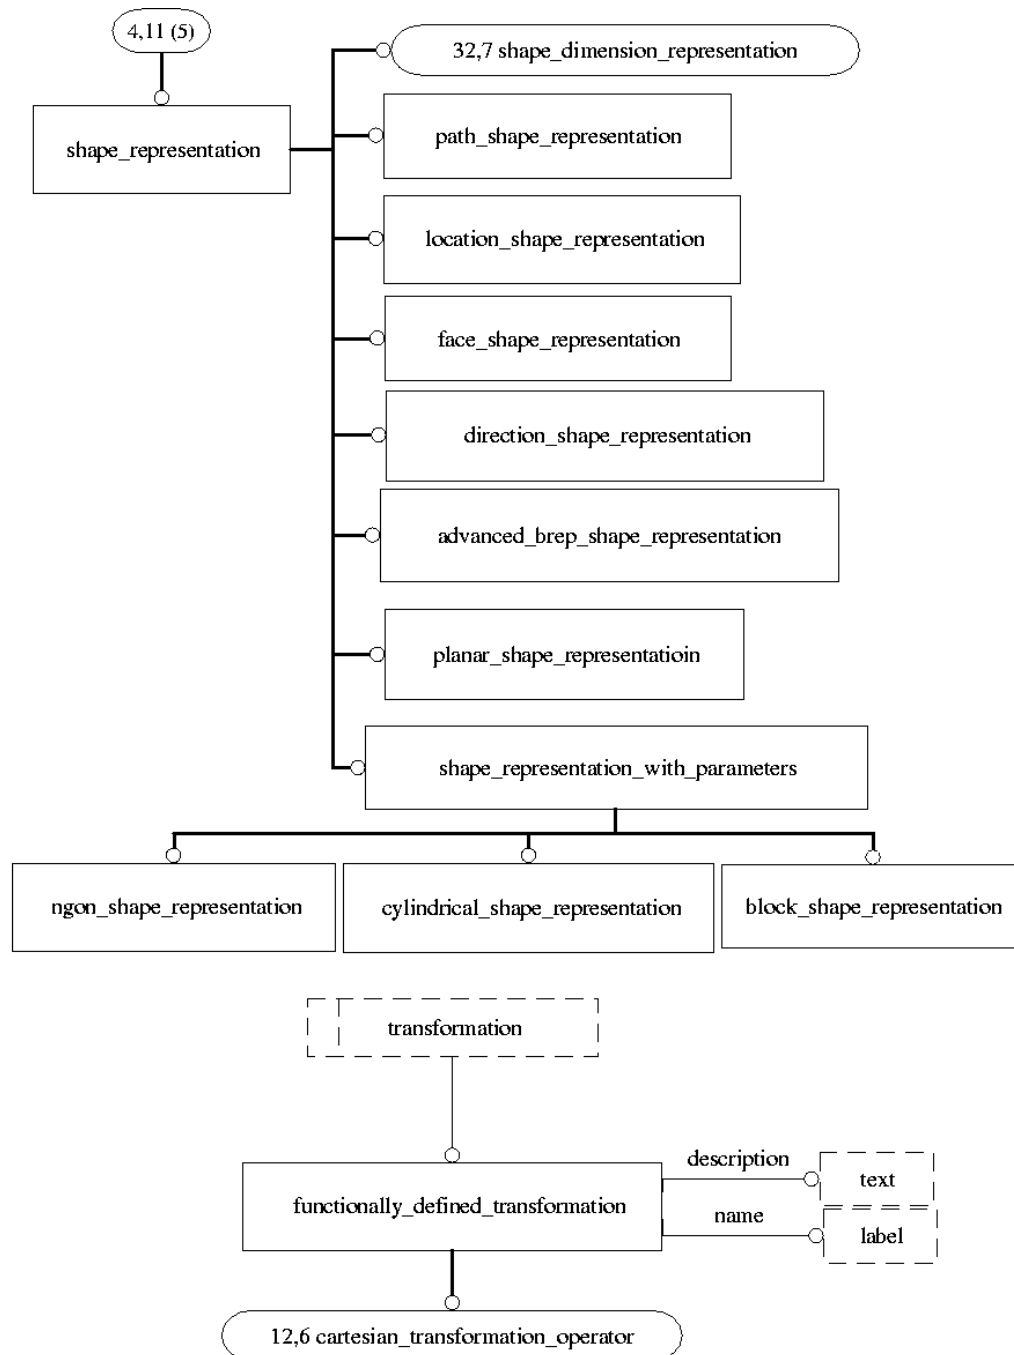 4,11 (5)
32,7 shape_dimension_representation
shape_representation
path_shape_representation
location_shape_representation
face_shape_representation
direction_shape_representation
advanced_brep_shape_representation
planar_shape_representatioin
shape_representation_with_parameters
ngon_shape_representation
cylindrical_shape_representation
block_shape_representation
transformation
functionally_defined_transformation
description
text
name
label
12,6 cartesian_transformation_operator